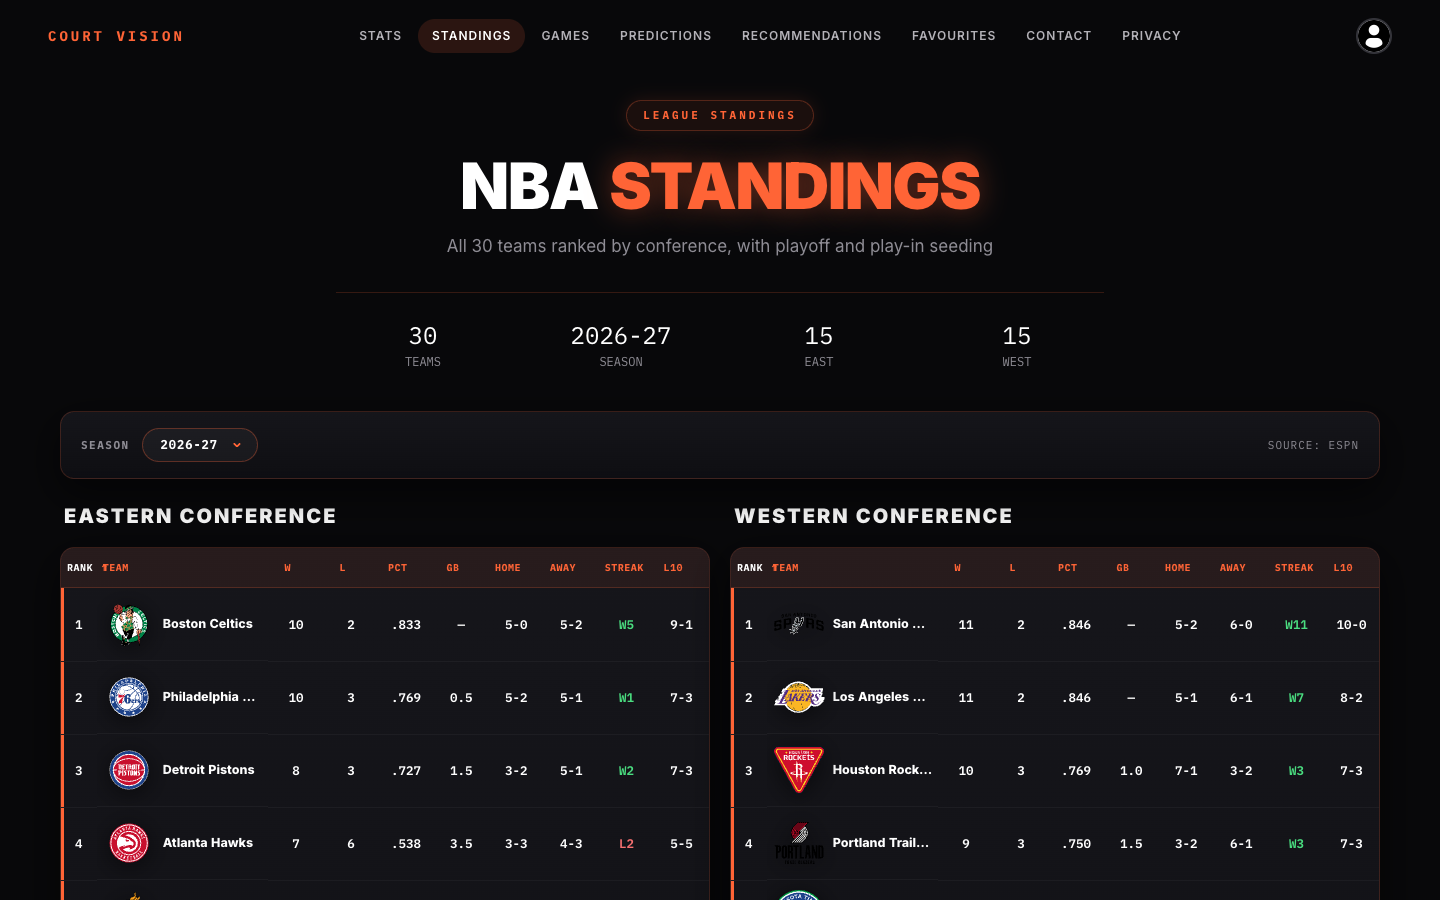 COURT VISION
STATS STANDINGS GAMES PREDICTIONS RECOMMENDATIONS FAVOURITES CONTACT PRIVACY
LEAGUE STANDINGS
NBA STANDINGS
All 30 teams ranked by conference, with playoff and play-in seeding
30 2026-27 15 15
TEAMS SEASON EAST WEST
SEASON 2026-27 SOURCE: ESPN
EASTERN CONFERENCE
RANK TEAM W L PCT GB HOME AWAY STREAK L10
1 Boston Celtics 10 2 .833 — 5-0 5-2 W5 9-1
2 Philadelphia ... 10 3 .769 0.5 5-2 5-1 W1 7-3
3 Detroit Pistons 8 3 .727 1.5 3-2 5-1 W2 7-3
4 Atlanta Hawks 7 6 .538 3.5 3-3 4-3 L2 5-5
WESTERN CONFERENCE
RANK TEAM W L PCT GB HOME AWAY STREAK L10
1 SPURS San Antonio ... 11 2 .846 — 5-2 6-0 W11 10-0
2 LAKERS Los Angeles ... 11 2 .846 — 5-1 6-1 W7 8-2
3 ROCKETS Houston Rock... 10 3 .769 1.0 7-1 3-2 W3 7-3
4 PORTLAND Portland Trail... 9 3 .750 1.5 3-2 6-1 W3 7-3